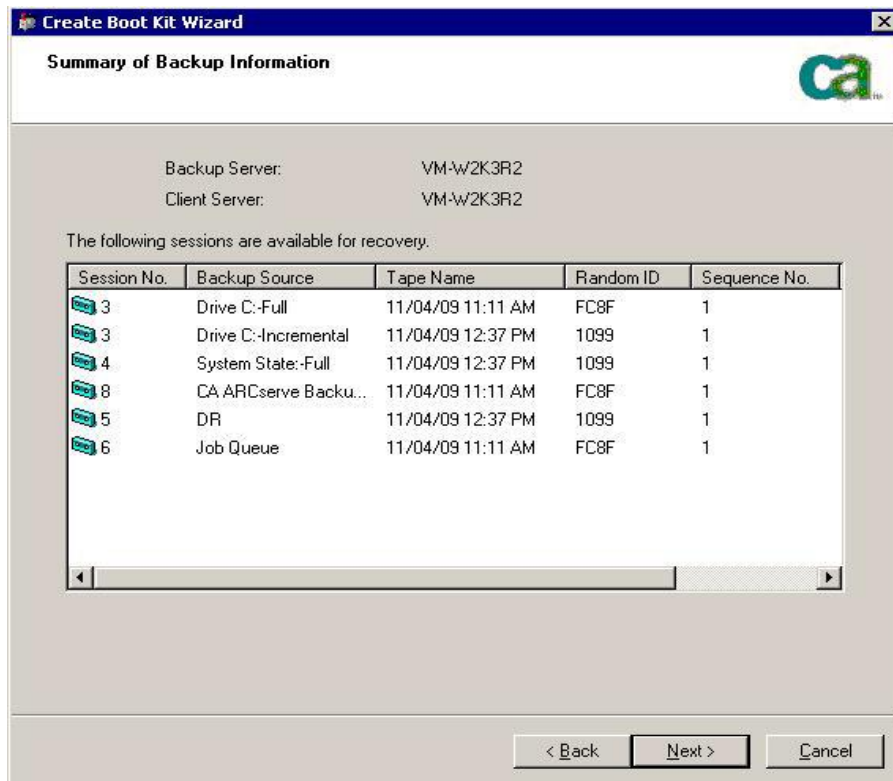 Create Boot Kit Wizard
Summary of Backup Information
ca
Backup Server: VM-W2K3R2
Client Server: VM-W2K3R2
The following sessions are available for recovery.
Session No. Backup Source Tape Name Random ID Sequence No.
3 Drive C:-Full 11/04/09 11:11 AM FC8F 1
3 Drive C:-Incremental 11/04/09 12:37 PM 1099 1
4 System State:-Full 11/04/09 12:37 PM 1099 1
8 CA ARCserve Backu... 11/04/09 11:11 AM FC8F 1
5 DR 11/04/09 12:37 PM 1099 1
6 Job Queue 11/04/09 11:11 AM FC8F 1
< Back Next > Cancel